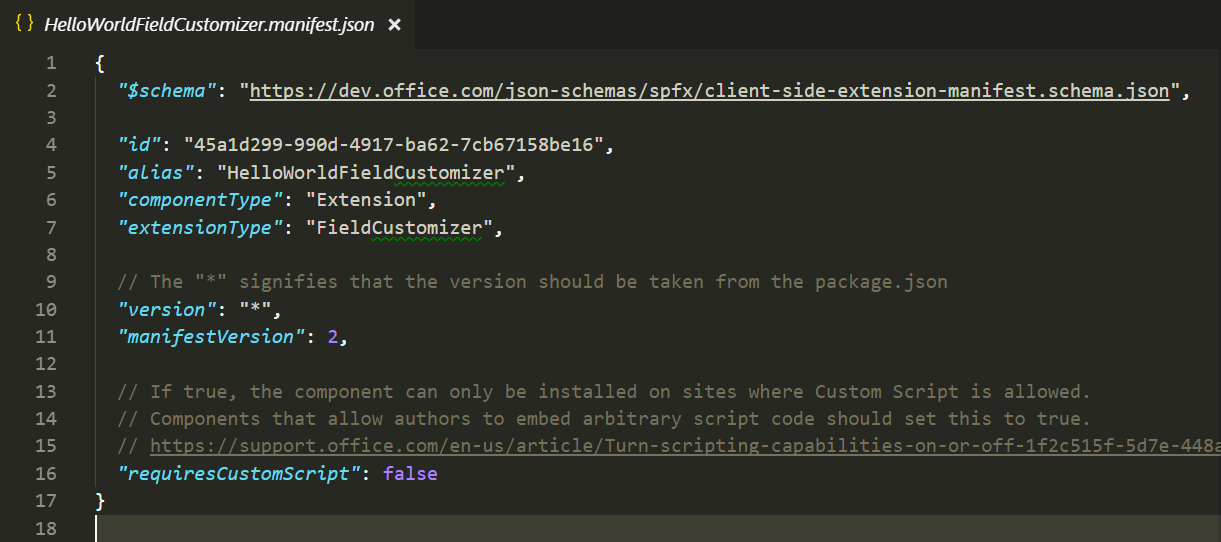 { } HelloWorldFieldCustomizer.manifest.json ×
1 {
2 "$schema": "https://dev.office.com/json-schemas/spfx/client-side-extension-manifest.schema.json",
3
4 "id": "45a1d299-990d-4917-ba62-7cb67158be16",
5 "alias": "HelloWorldFieldCustomizer",
6 "componentType": "Extension",
7 "extensionType": "FieldCustomizer",
8
9 // The "*" signifies that the version should be taken from the package.json
10 "version": "*",
11 "manifestVersion": 2,
12
13 // If true, the component can only be installed on sites where Custom Script is allowed.
14 // Components that allow authors to embed arbitrary script code should set this to true.
15 // https://support.office.com/en-us/article/Turn-scripting-capabilities-on-or-off-1f2c515f-5d7e-448a
16 "requiresCustomScript": false
17 }
18